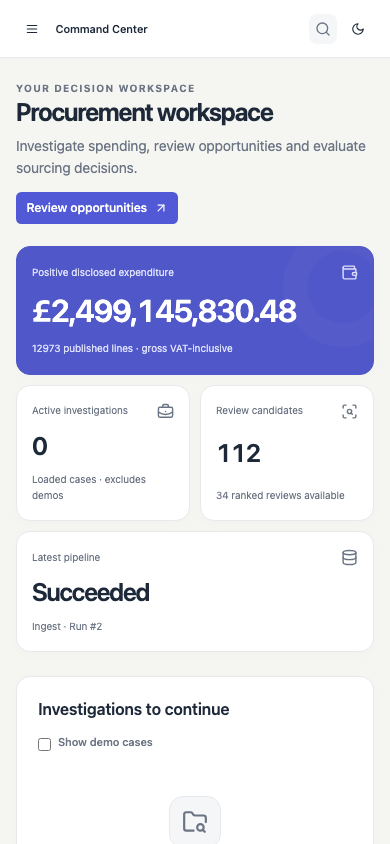 Command Center
YOUR DECISION WORKSPACE
Procurement workspace
Investigate spending, review opportunities and evaluate
sourcing decisions.
Review opportunities
Positive disclosed expenditure
£2,499,145,830.48
12973 published lines · gross VAT-inclusive
Active investigations
0
Loaded cases · excludes
demos
Review candidates
112
34 ranked reviews available
Latest pipeline
Succeeded
Ingest · Run #2
Investigations to continue
Show demo cases